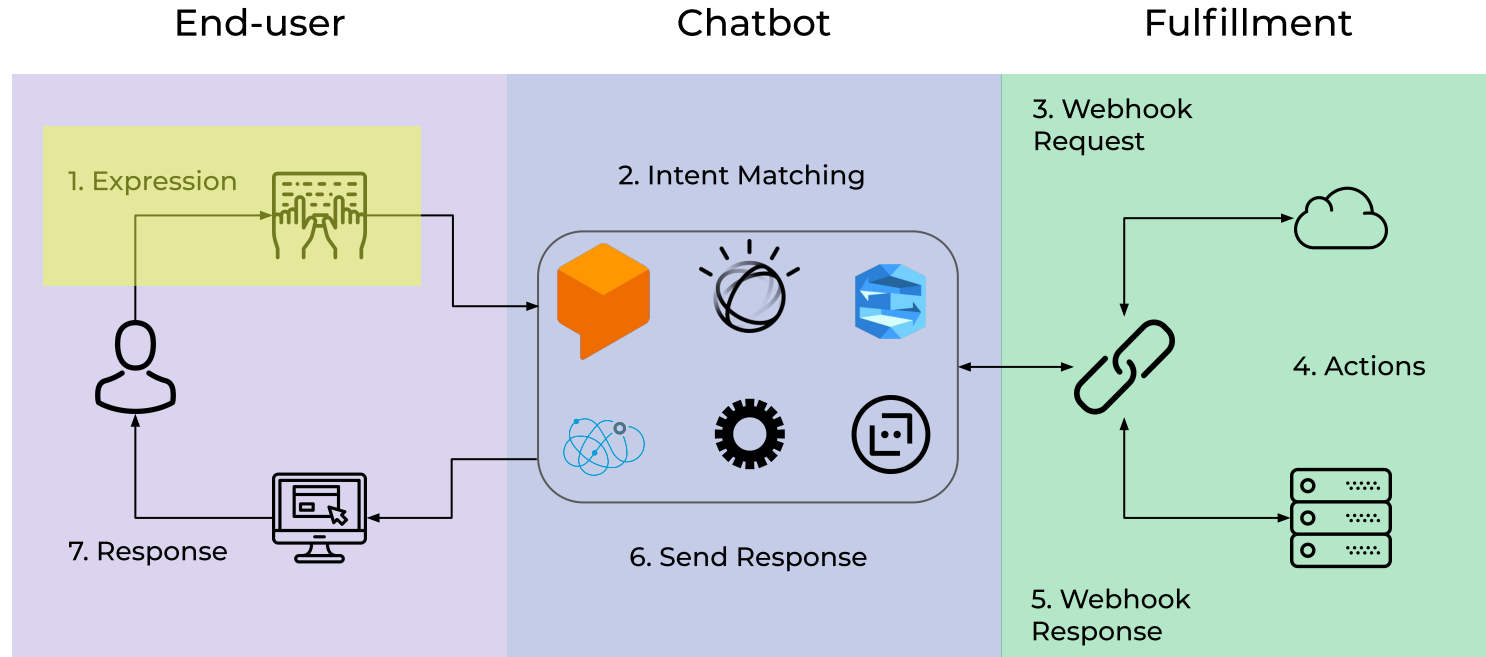 End-user
Chatbot
Fulfillment
1. Expression
2. Intent Matching
3. Webhook
Request
4. Actions
5. Webhook
Response
6. Send Response
7. Response